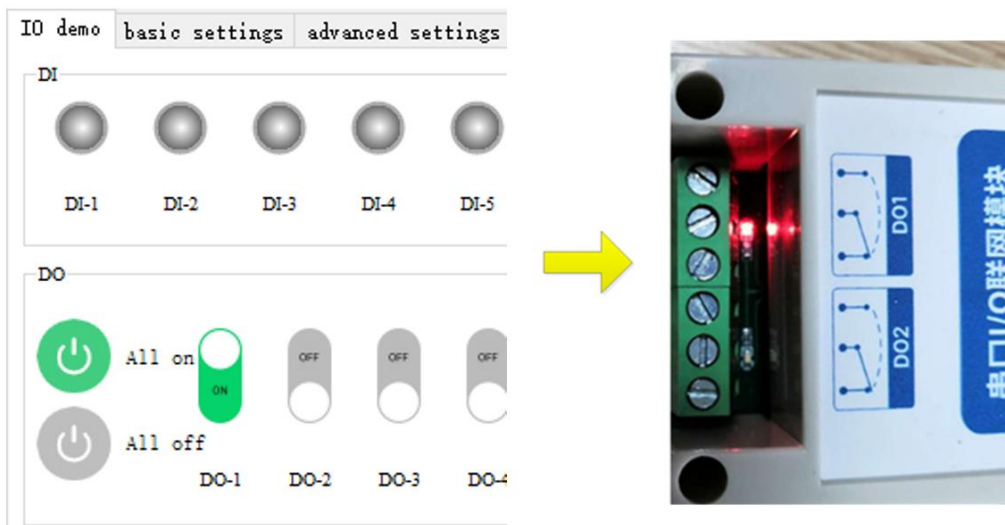 IO demo basic settings advanced settings
DI
DI-1 DI-2 DI-3 DI-4 DI-5
DO
All on ON OFF OFF OFF
All off
DO-1 DO-2 DO-3 DO-4
DO1
DO2
串口I/O联网模块